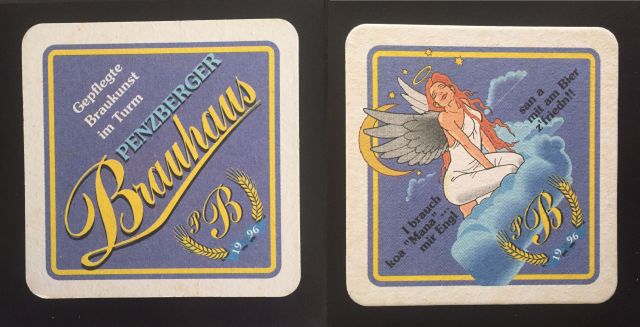 Gepflegte
Braukunst
im Turm
PENZBERGER
Brauhaus
PB
19 96
I brauch
koa "Mana" ...
mir Engl
san a
mit am Bier
z'friedn!!
PB
19 96